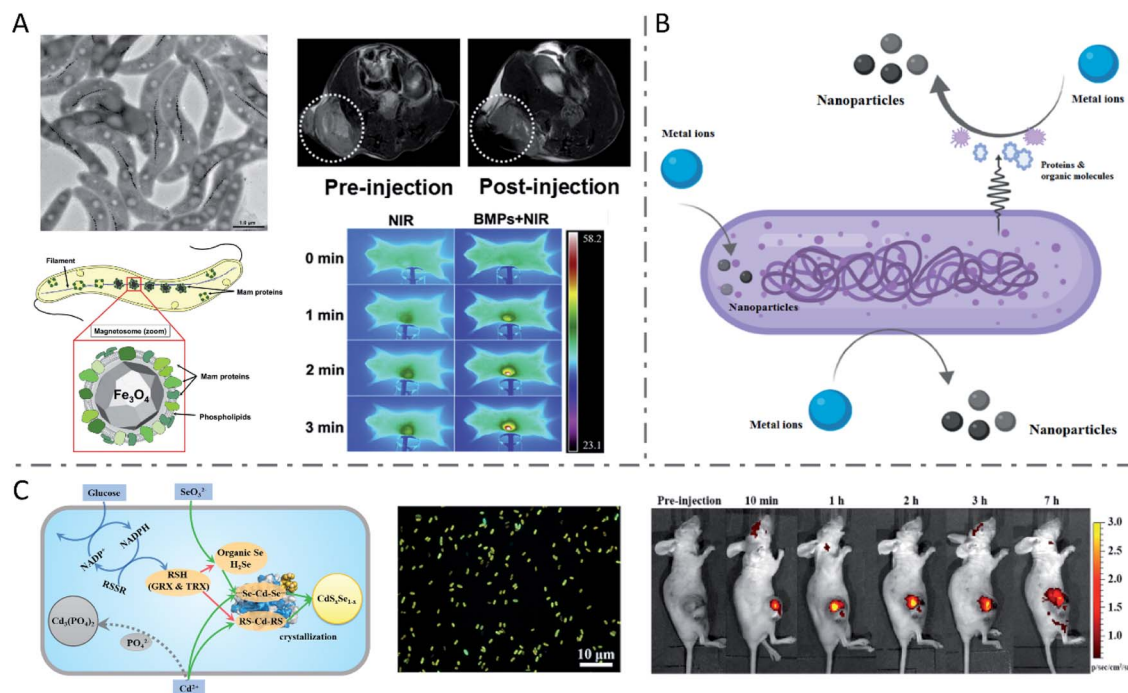 A
1.0 μm
Filament
Mam proteins
Magnetosome (zoom)
Fe3O4
Mam proteins
Phospholipids
Pre-injection
Post-injection
NIR
BMPs+NIR
0 min
1 min
2 min
3 min
58.2
23.1
B
Nanoparticles
Metal ions
Metal ions
Proteins &
organic molecules
Nanoparticles
Metal ions
Nanoparticles
C
Glucose
SeO3 2-
NADPH
NADP+
RSSR
RSH
(GRX & TRX)
Organic Se
H2Se
Se-Cd-Se
RS-Cd-RS
crystallization
CdSxSe1-x
Cd3(PO4)2
Cd2+
10 μm
Pre-injection
10 min
1 h
2 h
3 h
7 h
3.0
2.5
2.0
1.5
1.0